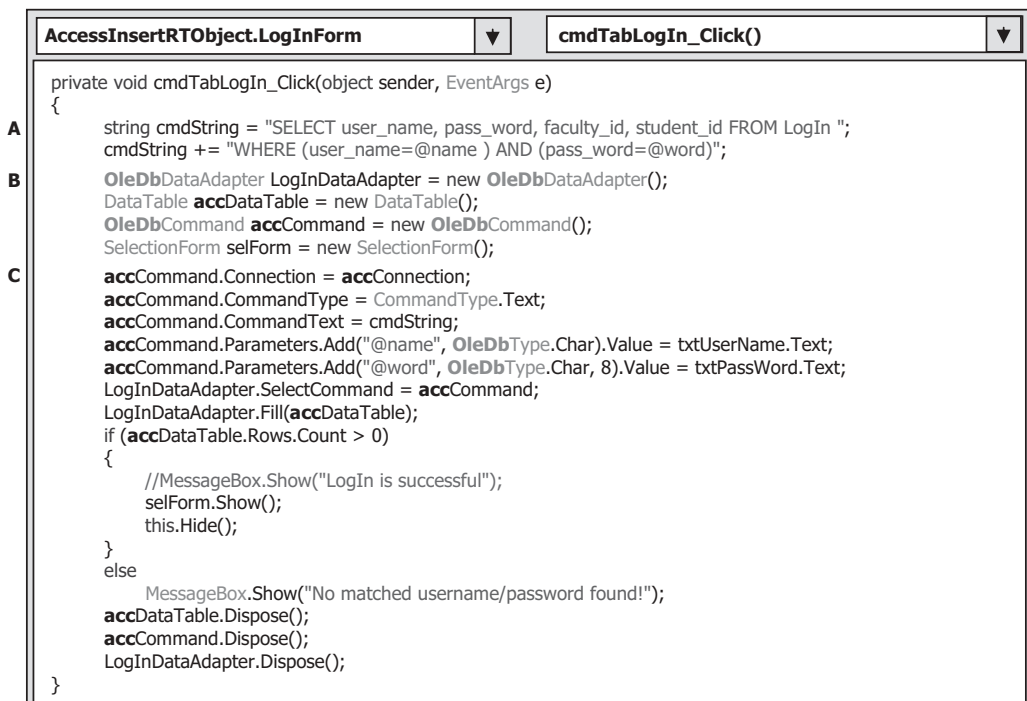 AccessInsertRTObject.LogInForm cmdTabLogIn_Click()
private void cmdTabLogIn_Click(object sender, EventArgs e)
{
A string cmdString = "SELECT user_name, pass_word, faculty_id, student_id FROM LogIn ";
cmdString += "WHERE (user_name=@name ) AND (pass_word=@word)";
B OleDbDataAdapter LogInDataAdapter = new OleDbDataAdapter();
DataTable accDataTable = new DataTable();
OleDbCommand accCommand = new OleDbCommand();
SelectionForm selForm = new SelectionForm();
C accCommand.Connection = accConnection;
accCommand.CommandType = CommandType.Text;
accCommand.CommandText = cmdString;
accCommand.Parameters.Add("@name", OleDbType.Char).Value = txtUserName.Text;
accCommand.Parameters.Add("@word", OleDbType.Char, 8).Value = txtPassWord.Text;
LogInDataAdapter.SelectCommand = accCommand;
LogInDataAdapter.Fill(accDataTable);
if (accDataTable.Rows.Count > 0)
{
//MessageBox.Show("LogIn is successful");
selForm.Show();
this.Hide();
}
else
MessageBox.Show("No matched username/password found!");
accDataTable.Dispose();
accCommand.Dispose();
LogInDataAdapter.Dispose();
}